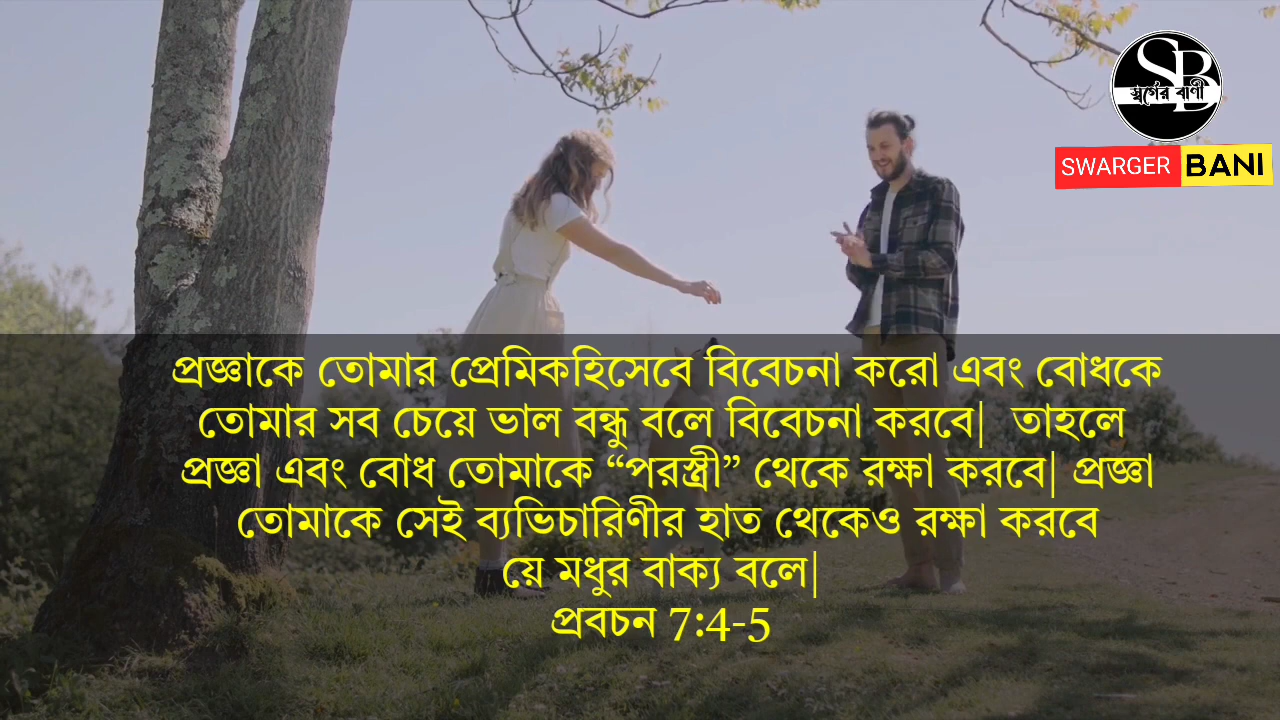 SB
স্বর্গের বাণী
SWARGER BANI
প্রজ্ঞাকে তোমার প্রেমিকহিসেবে বিবেচনা করো এবং বোধকে
তোমার সব চেয়ে ভাল বন্ধু বলে বিবেচনা করবে| তাহলে
প্রজ্ঞা এবং বোধ তোমাকে “পরস্ত্রী” থেকে রক্ষা করবে| প্রজ্ঞা
তোমাকে সেই ব্যভিচারিণীর হাত থেকেও রক্ষা করবে
য়ে মধুর বাক্য বলে|
প্রবচন 7:4-5